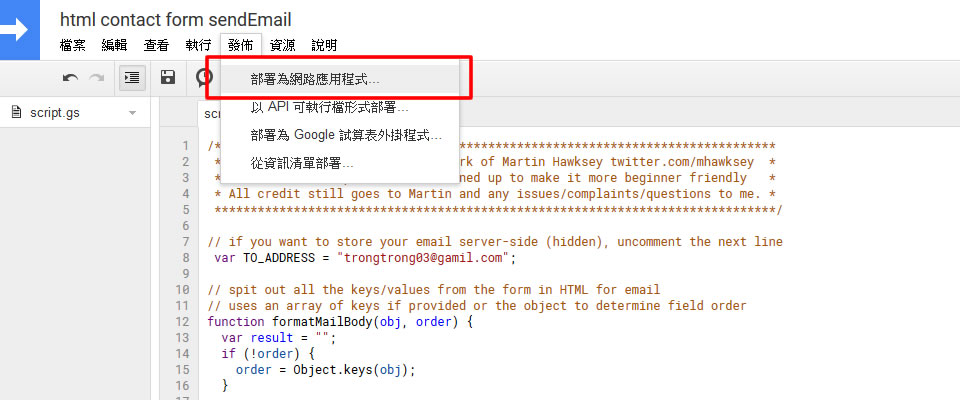 html contact form sendEmail
檔案 編輯 查看 執行 發佈 資源 說明
部署為網路應用程式…
script.gs
以 API 可執行檔形式部署…
部署為 Google 試算表外掛程式…
從資訊清單部署…
1 /* ******************************************
2 * rk of Martin Hawksey twitter.com/mhawksey *
3 * ned up to make it more beginner friendly *
4 * All credit still goes to Martin and any issues/complaints/questions to me. *
5 ******************************************************************************/
6
7 // if you want to store your email server-side (hidden), uncomment the next line
8 var TO_ADDRESS = "trongtrong03@gamil.com";
9
10 // spit out all the keys/values from the form in HTML for email
11 // uses an array of keys if provided or the object to determine field order
12 function formatMailBody(obj, order) {
13 var result = "";
14 if (!order) {
15 order = Object.keys(obj);
16 }